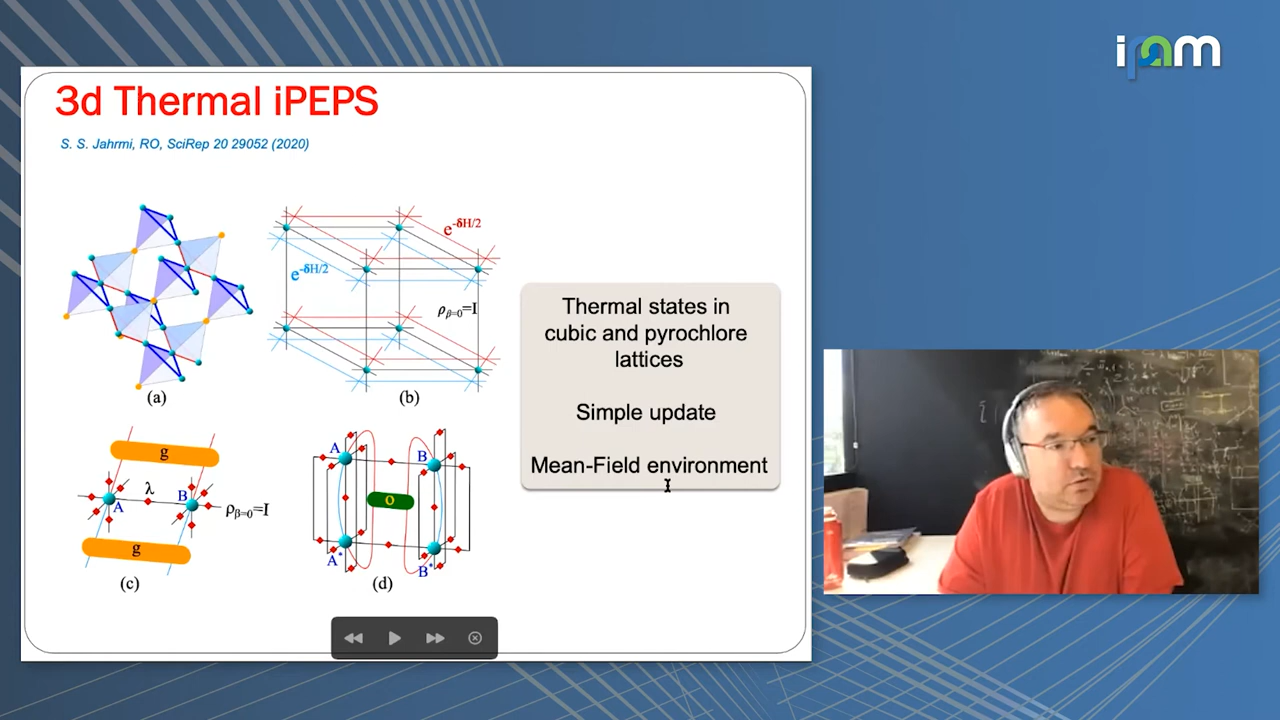 ipam
3d Thermal iPEPS
S. S. Jahrmi, RO, SciRep 20 29052 (2020)
e-δH/2
e-δH/2
ρβ=0=I
(a)
(b)
Thermal states in
cubic and pyrochlore
lattices
Simple update
Mean-Field environment
g
λ
A
B
ρβ=0=I
g
(c)
A
B
O
A*
B*
(d)